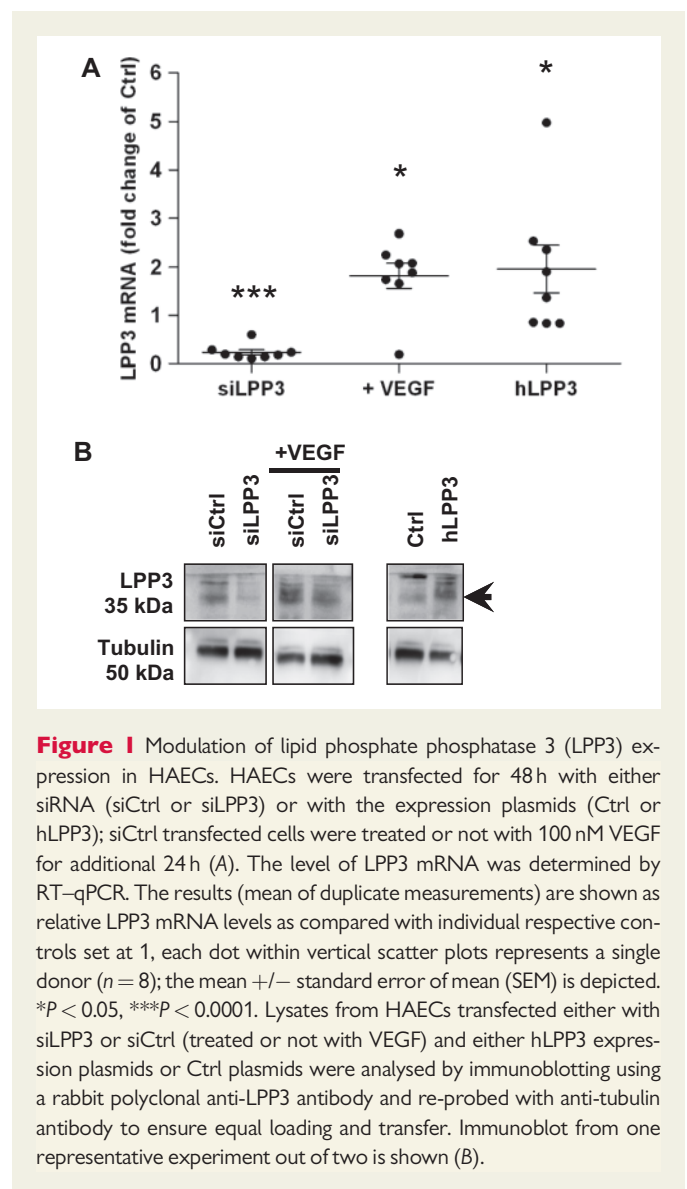 A
LPP3 mRNA (fold change of Ctrl)
6
5
4
3
2
1
0
***
*
*
siLPP3
+ VEGF
hLPP3
B
+VEGF
siCtrl
siLPP3
siCtrl
siLPP3
Ctrl
hLPP3
LPP3
35 kDa
Tubulin
50 kDa
Figure 1 Modulation of lipid phosphate phosphatase 3 (LPP3) ex-
pression in HAECs. HAECs were transfected for 48 h with either
siRNA (siCtrl or siLPP3) or with the expression plasmids (Ctrl or
hLPP3); siCtrl transfected cells were treated or not with 100 nM VEGF
for additional 24 h (A). The level of LPP3 mRNA was determined by
RT–qPCR. The results (mean of duplicate measurements) are shown as
relative LPP3 mRNA levels as compared with individual respective con-
trols set at 1, each dot within vertical scatter plots represents a single
donor (n = 8); the mean +/− standard error of mean (SEM) is depicted.
*P < 0.05, ***P < 0.0001. Lysates from HAECs transfected either with
siLPP3 or siCtrl (treated or not with VEGF) and either hLPP3 expres-
sion plasmids or Ctrl plasmids were analysed by immunoblotting using
a rabbit polyclonal anti-LPP3 antibody and re-probed with anti-tubulin
antibody to ensure equal loading and transfer. Immunoblot from one
representative experiment out of two is shown (B).